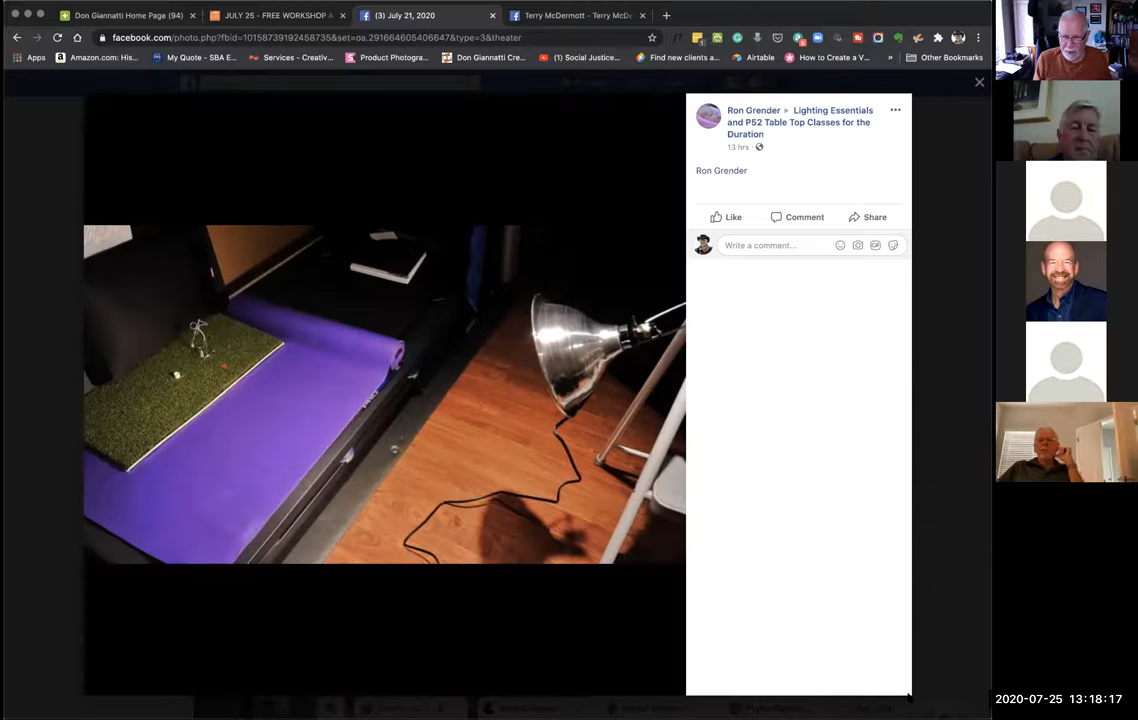 Don Giannatti Home Page (94)
JULY 25 - FREE WORKSHOP A
(3) July 21, 2020
Terry McDermott - Terry McDe
facebook.com/photo.php?fbid=10158739192458735&set=oa.2916646054066478&type=3&theater
Apps
Amazon.com: His...
My Quote - SBA E...
Services - Creativ...
Product Photogra...
Don Giannatti Cre...
(1) Social Justice...
Find new clients a...
Airtable
How to Create a V...
»
Other Bookmarks
Ron Grender ▸ Lighting Essentials
and P52 Table Top Classes for the
Duration
13 hrs ·
Ron Grender
Like
Comment
Share
Write a comment...
GIF
2020-07-25 13:18:17